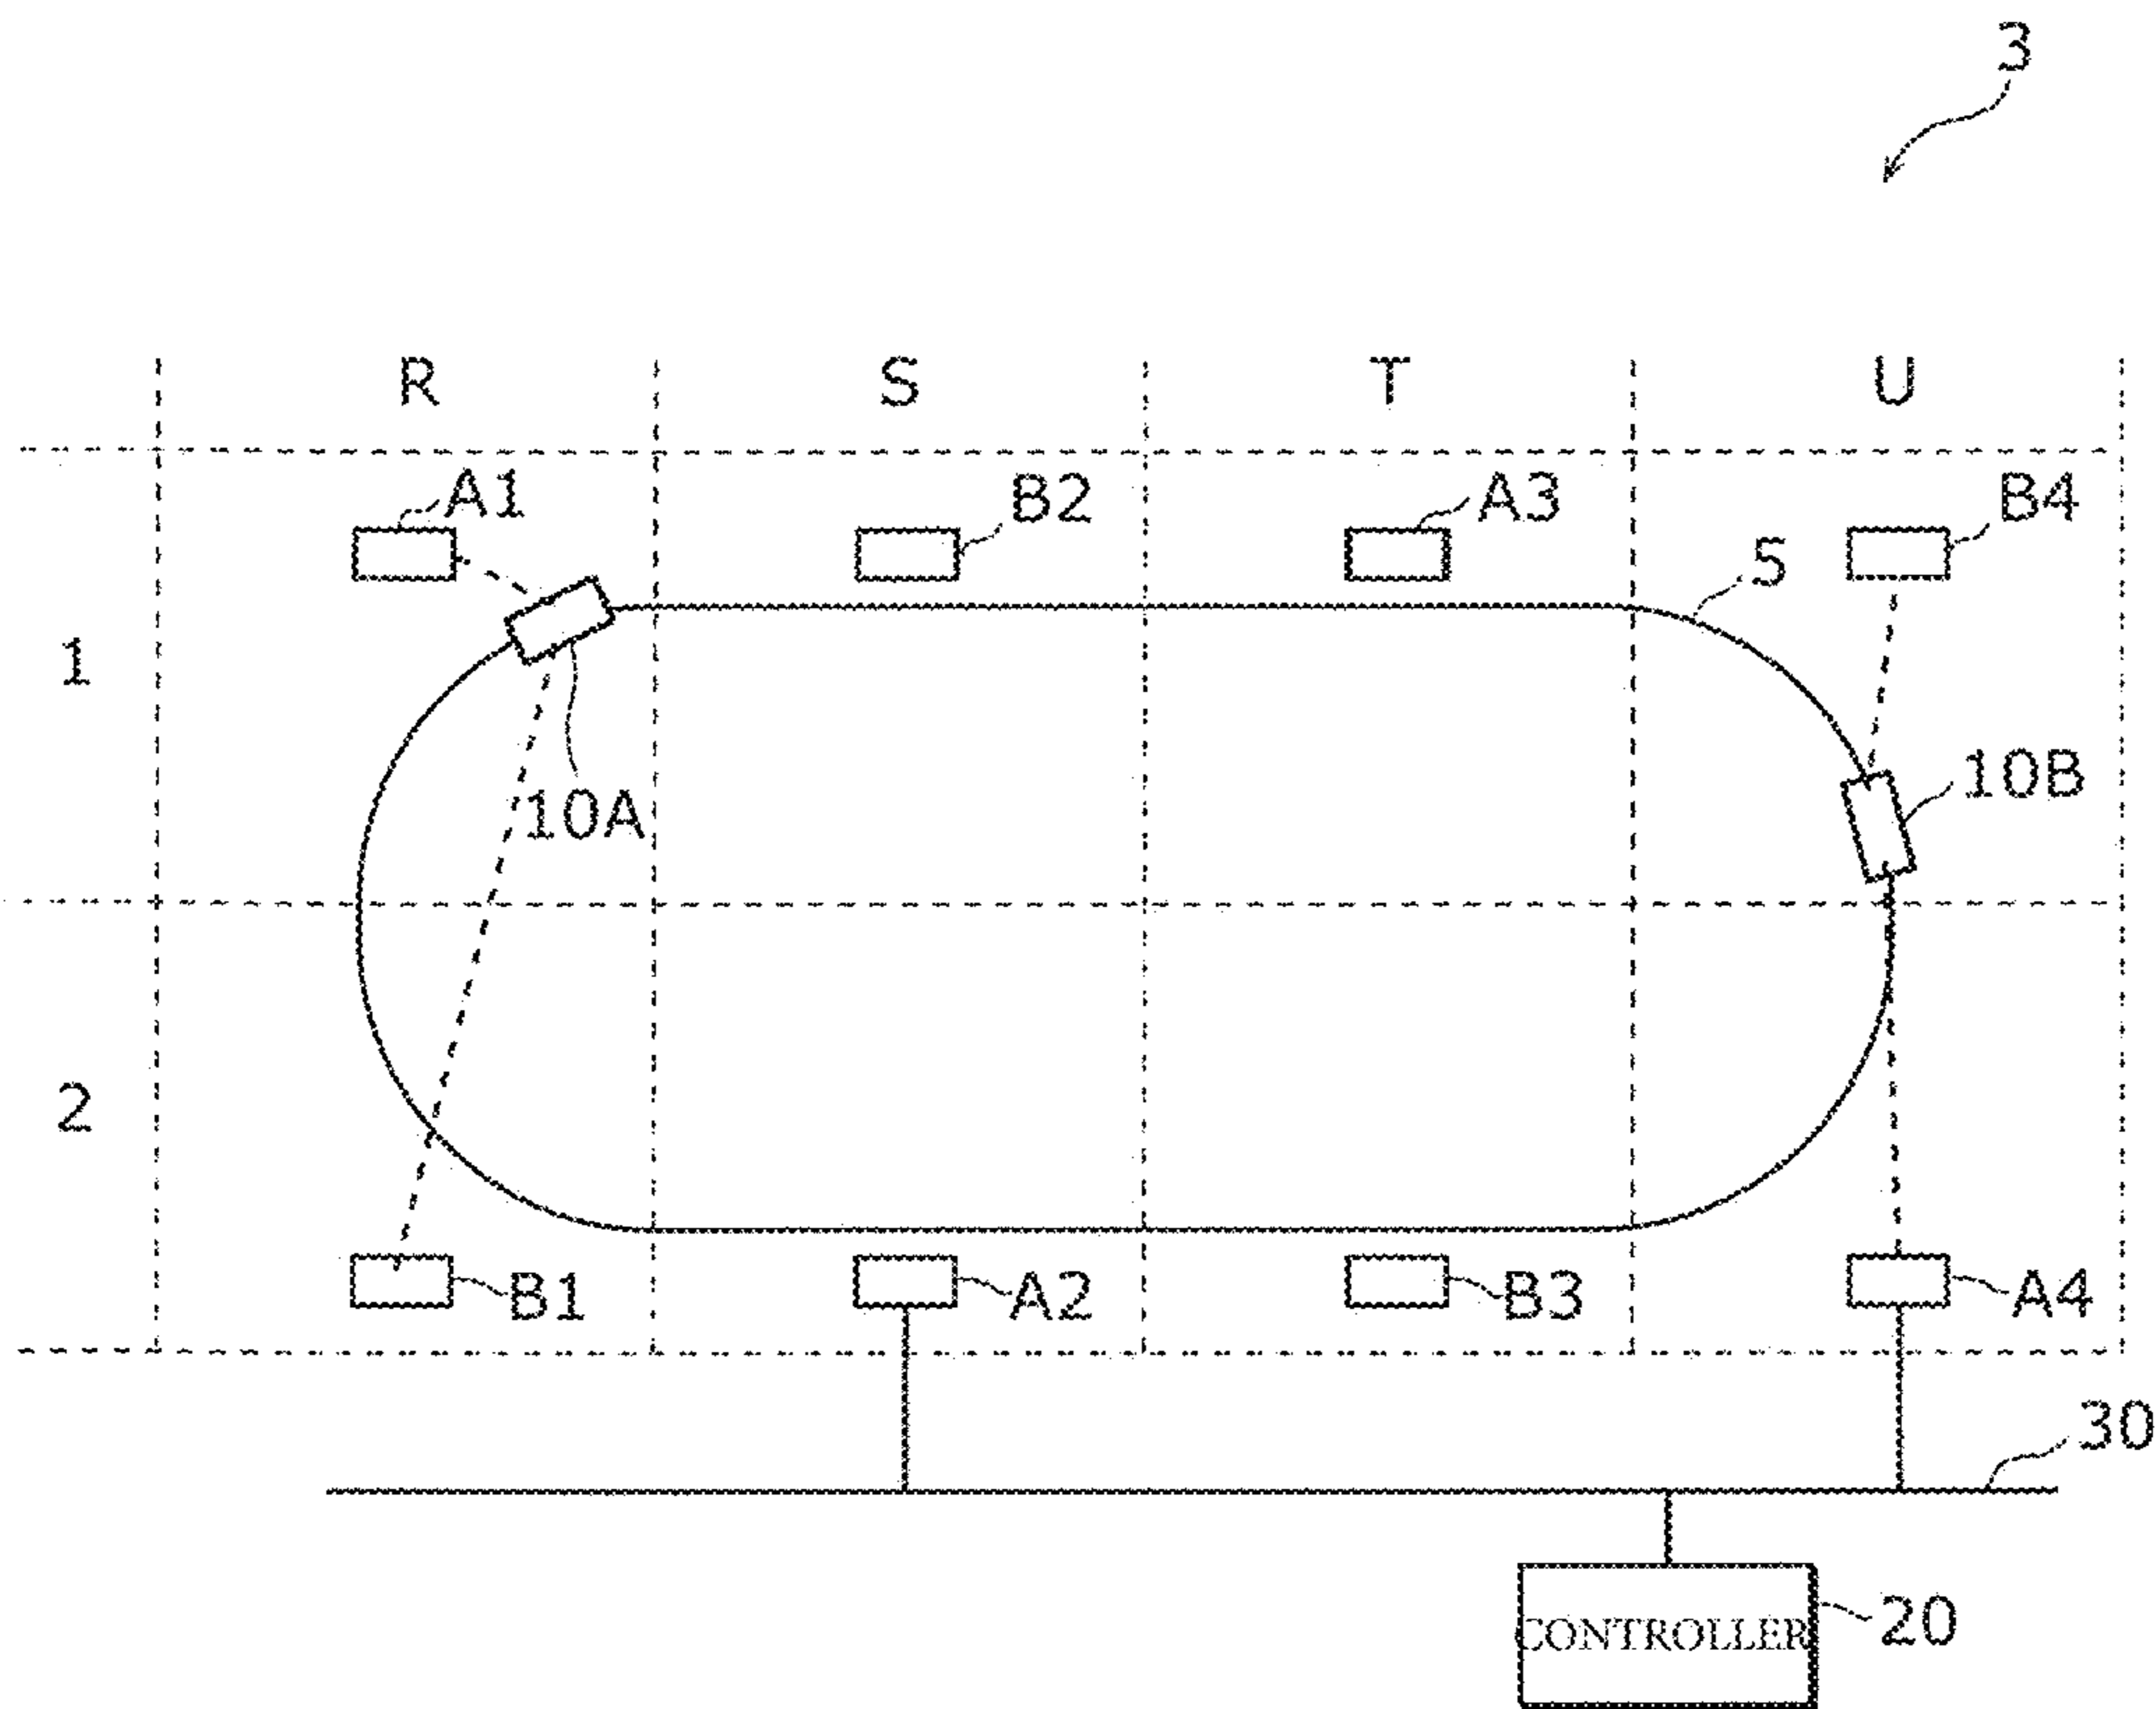 3
R S T U
A1 B2 A3 B4
5
1
10B
10A
2
B1 A2 B3 A4
30
CONTROLLER 20